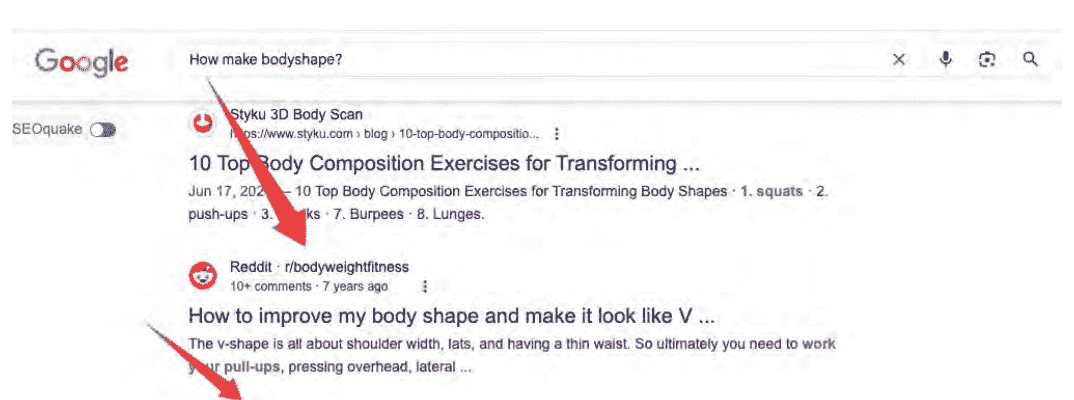 Google
How make bodyshape?
SEOquake
Styku 3D Body Scan
https://www.styku.com › blog › 10-top-body-compositio...
10 Top Body Composition Exercises for Transforming ...
Jun 17, — 10 Top Body Composition Exercises for Transforming Body Shapes · 1. squats · 2.
push-ups · 3. · 7. Burpees · 8. Lunges.
Reddit · r/bodyweightfitness
10+ comments · 7 years ago
How to improve my body shape and make it look like V ...
The v-shape is all about shoulder width, lats, and having a thin waist. So ultimately you need to work
your pull-ups, pressing overhead, lateral ...